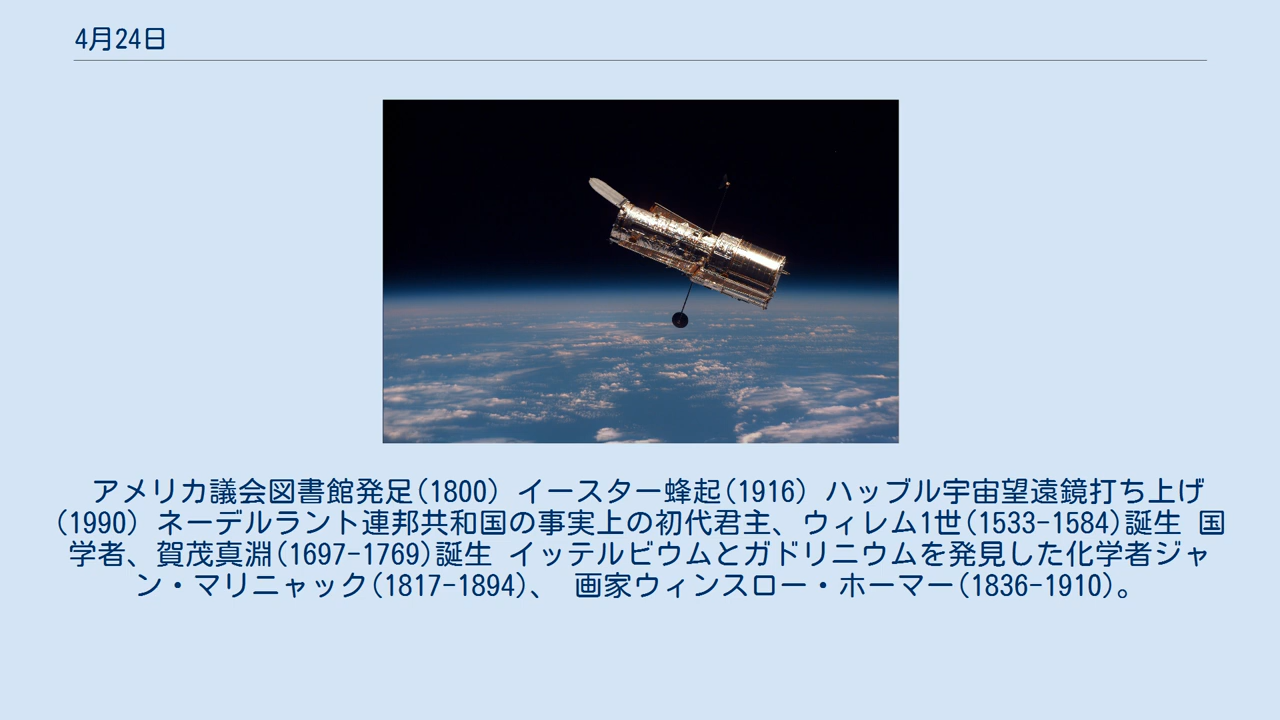 4月24日
アメリカ議会図書館発足(1800) イースター蜂起(1916) ハッブル宇宙望遠鏡打ち上げ
(1990) ネーデルラント連邦共和国の事実上の初代君主、ウィレム1世(1533-1584)誕生 国
学者、賀茂真淵(1697-1769)誕生 イッテルビウムとガドリニウムを発見した化学者ジャ
ン・マリニャック(1817-1894)、 画家ウィンスロー・ホーマー(1836-1910)。